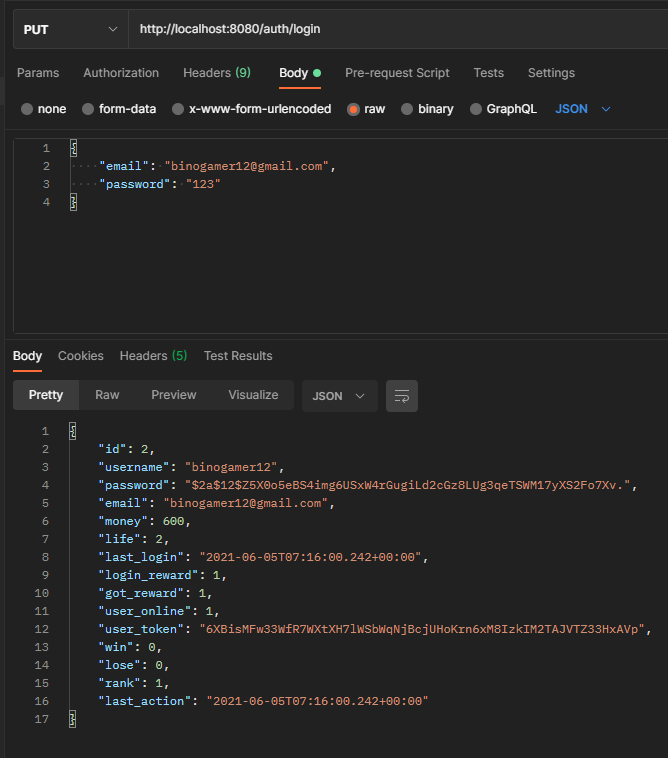 PUT http://localhost:8080/auth/login
Params Authorization Headers (9) Body Pre-request Script Tests Settings
none form-data x-www-form-urlencoded raw binary GraphQL JSON
1 {
2 "email": "binogamer12@gmail.com",
3 "password": "123"
4 }
Body Cookies Headers (5) Test Results
Pretty Raw Preview Visualize JSON
1 {
2 "id": 2,
3 "username": "binogamer12",
4 "password": "$2a$12$Z5X0o5eBS4img6USxW4rGugiLd2cGz8LUg3qeTSWM17yXS2Fo7Xv.",
5 "email": "binogamer12@gmail.com",
6 "money": 600,
7 "life": 2,
8 "last_login": "2021-06-05T07:16:00.242+00:00",
9 "login_reward": 1,
10 "got_reward": 1,
11 "user_online": 1,
12 "user_token": "6XBisMFw33WfR7WXtXH7lWSbWqNjBcjUHoKrn6xM8IzkIM2TAJVTZ33HxAVp",
13 "win": 0,
14 "lose": 0,
15 "rank": 1,
16 "last_action": "2021-06-05T07:16:00.242+00:00"
17 }